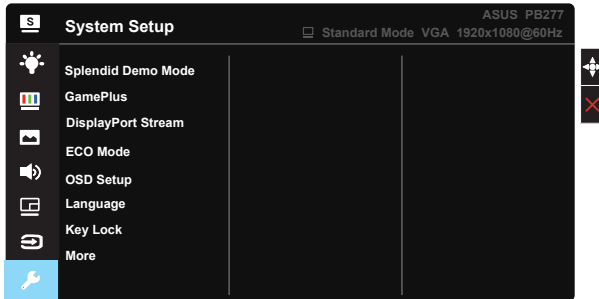 S
System Setup
ASUS PB277
Standard Mode VGA 1920x1080@60Hz
Splendid Demo Mode
GamePlus
DisplayPort Stream
ECO Mode
OSD Setup
Language
Key Lock
More